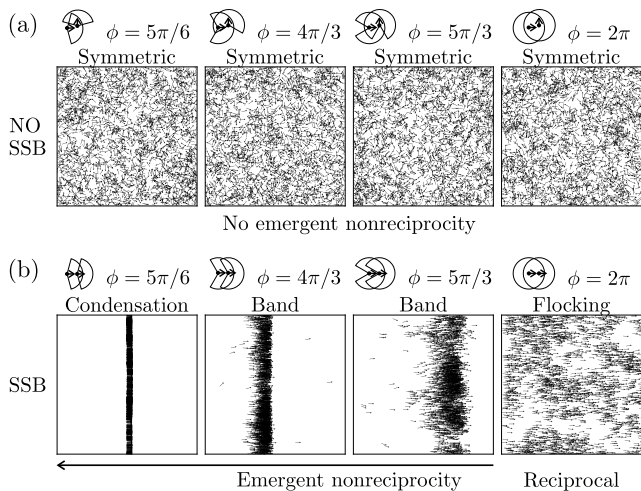 (a) ϕ = 5π/6 ϕ = 4π/3 ϕ = 5π/3 ϕ = 2π
Symmetric Symmetric Symmetric Symmetric
NO
SSB
No emergent nonreciprocity
(b) ϕ = 5π/6 ϕ = 4π/3 ϕ = 5π/3 ϕ = 2π
Condensation Band Band Flocking
SSB
Emergent nonreciprocity Reciprocal